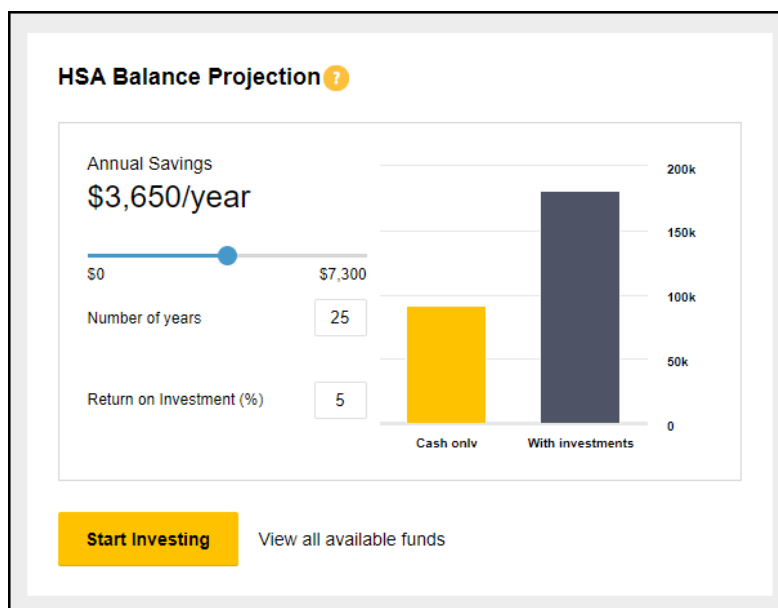 HSA Balance Projection ?
Annual Savings
$3,650/year
$0 $7,300
Number of years 25
Return on Investment (%) 5
200k
150k
100k
50k
0
Cash only With investments
Start Investing View all available funds